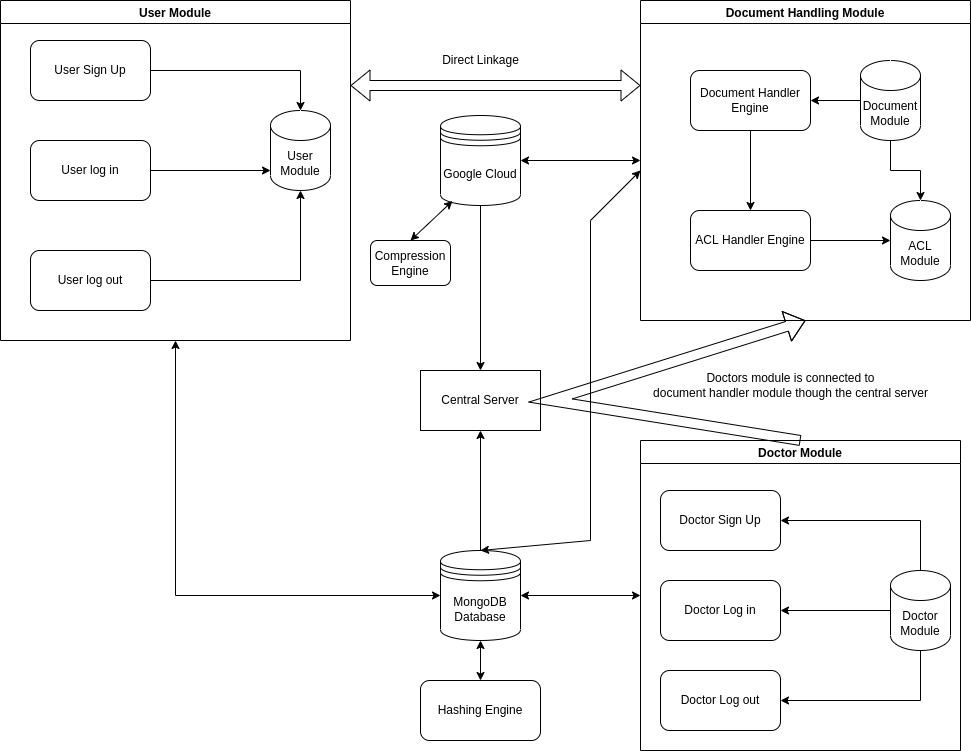 User Module
User Sign Up
User log in
User log out
User
Module
Direct Linkage
Google Cloud
Compression
Engine
Document Handling Module
Document Handler
Engine
Document
Module
ACL Handler Engine
ACL
Module
Central Server
Doctors module is connected to
document handler module though the central server
MongoDB
Database
Hashing Engine
Doctor Module
Doctor Sign Up
Doctor Log in
Doctor Log out
Doctor
Module